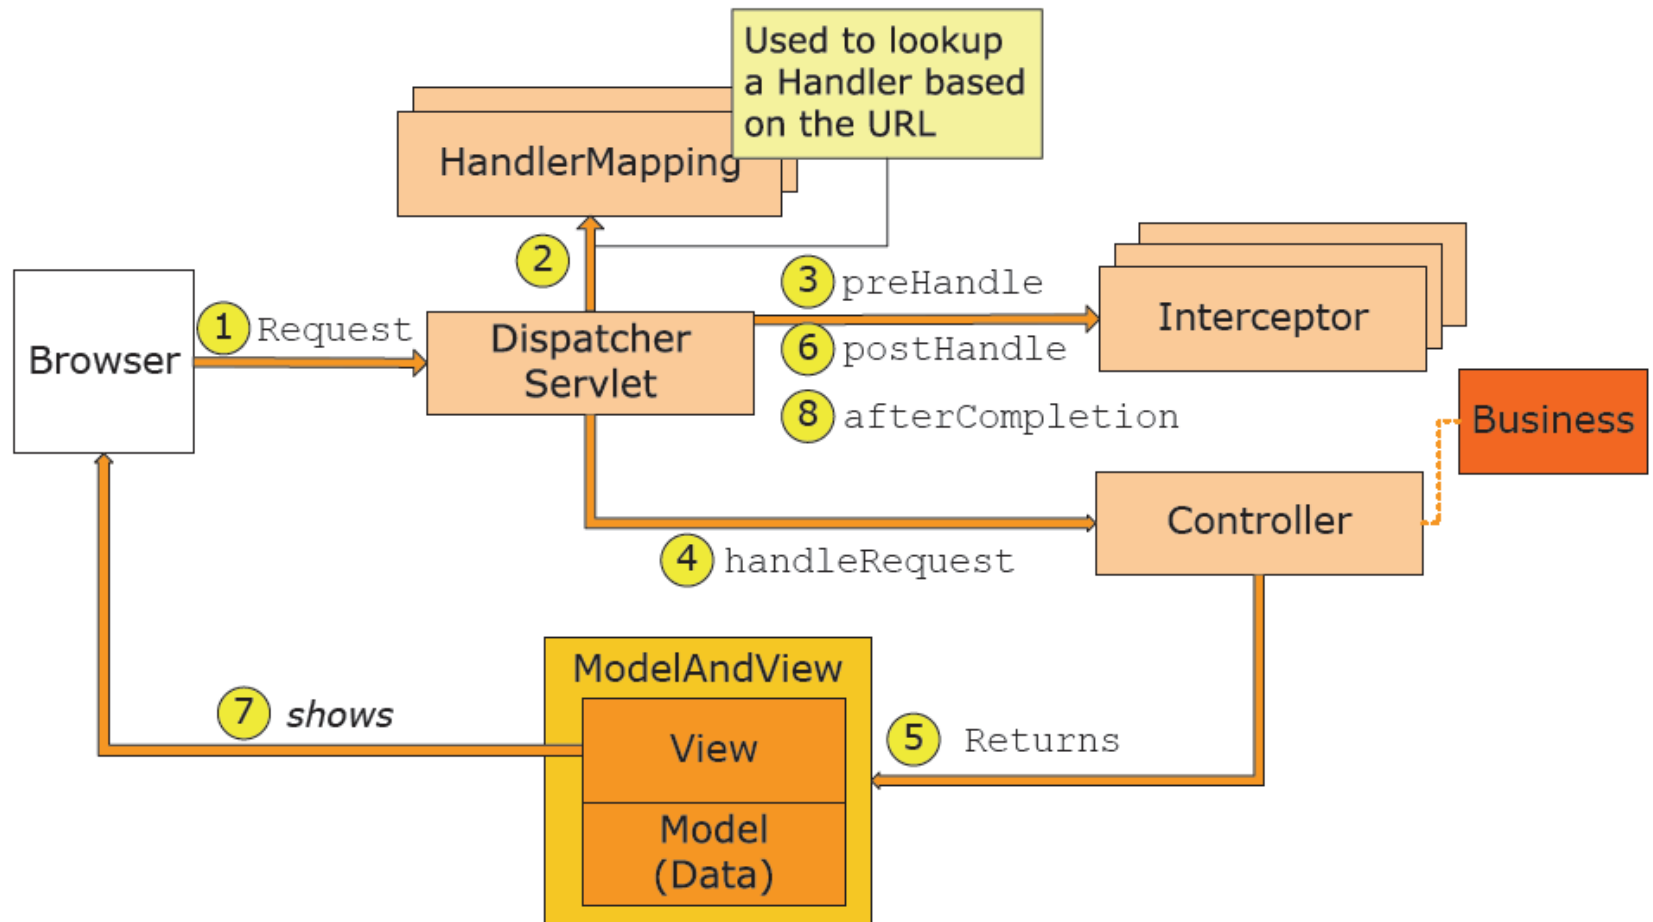 Used to lookup
a Handler based
on the URL
HandlerMapping
2
3 preHandle
Interceptor
1 Request
Dispatcher
Servlet
Browser
6 postHandle
8 afterCompletion
Business
Controller
4 handleRequest
ModelAndView
7 shows
View
5 Returns
Model
(Data)